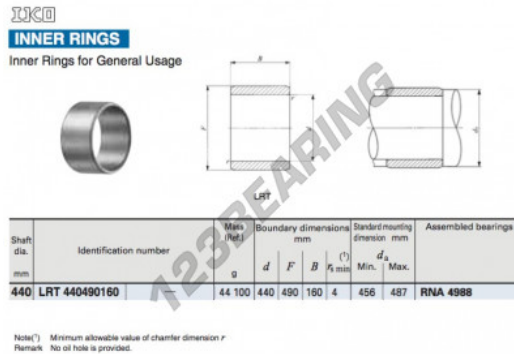 IKO
INNER RINGS
Inner Rings for General Usage
B
r
r
F
d
da
LRT
123BEARING
Shaft dia. mm
Identification number
Mass (Ref.) g
Boundary dimensions mm
d F B rs min(1)
Standard mounting dimension mm
da
Min. Max.
Assembled bearings
440 LRT 440490160 — 44 100 440 490 160 4 456 487 RNA 4988
Note(1) Minimum allowable value of chamfer dimension r
Remark No oil hole is provided.